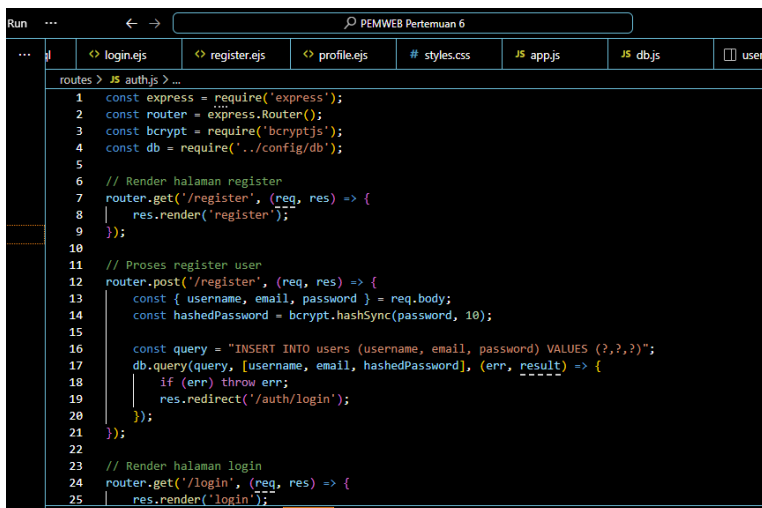 Run ... ← → PEMWEB Pertemuan 6
... ql <> login.ejs <> register.ejs <> profile.ejs # styles.css JS app.js JS db.js user
routes > JS auth.js > ...
1 const express = require('express');
2 const router = express.Router();
3 const bcrypt = require('bcryptjs');
4 const db = require('../config/db');
5
6 // Render halaman register
7 router.get('/register', (req, res) => {
8 res.render('register');
9 });
10
11 // Proses register user
12 router.post('/register', (req, res) => {
13 const { username, email, password } = req.body;
14 const hashedPassword = bcrypt.hashSync(password, 10);
15
16 const query = "INSERT INTO users (username, email, password) VALUES (?,?,?)";
17 db.query(query, [username, email, hashedPassword], (err, result) => {
18 if (err) throw err;
19 res.redirect('/auth/login');
20 });
21 });
22
23 // Render halaman login
24 router.get('/login', (req, res) => {
25 res.render('login');